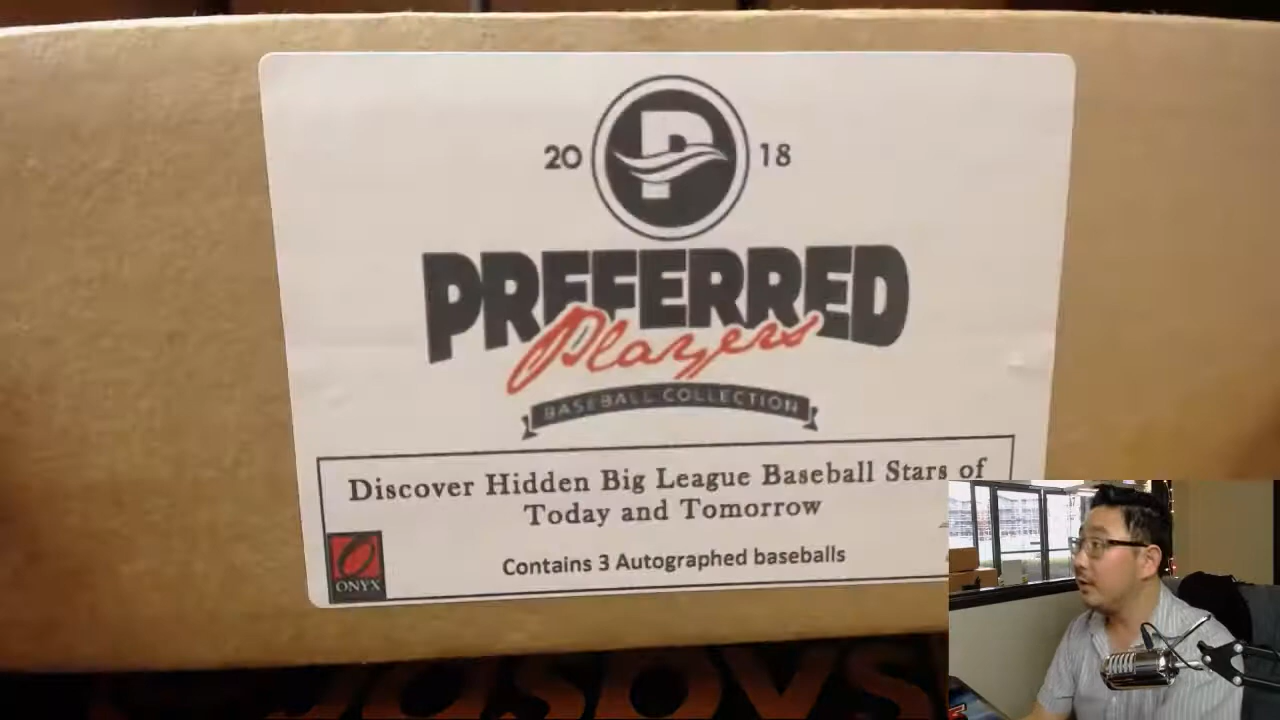 20 P 18
PREFERRED
Players
BASEBALL COLLECTION
Discover Hidden Big League Baseball Stars of
Today and Tomorrow
Contains 3 Autographed baseballs
ONYX